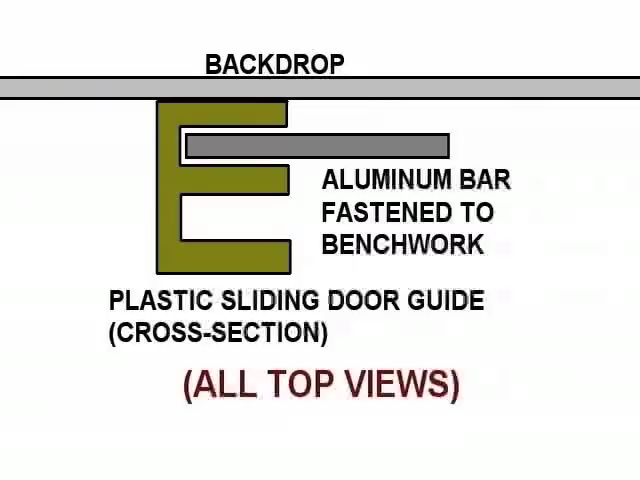 BACKDROP
ALUMINUM BAR
FASTENED TO
BENCHWORK
PLASTIC SLIDING DOOR GUIDE
(CROSS-SECTION)
(ALL TOP VIEWS)